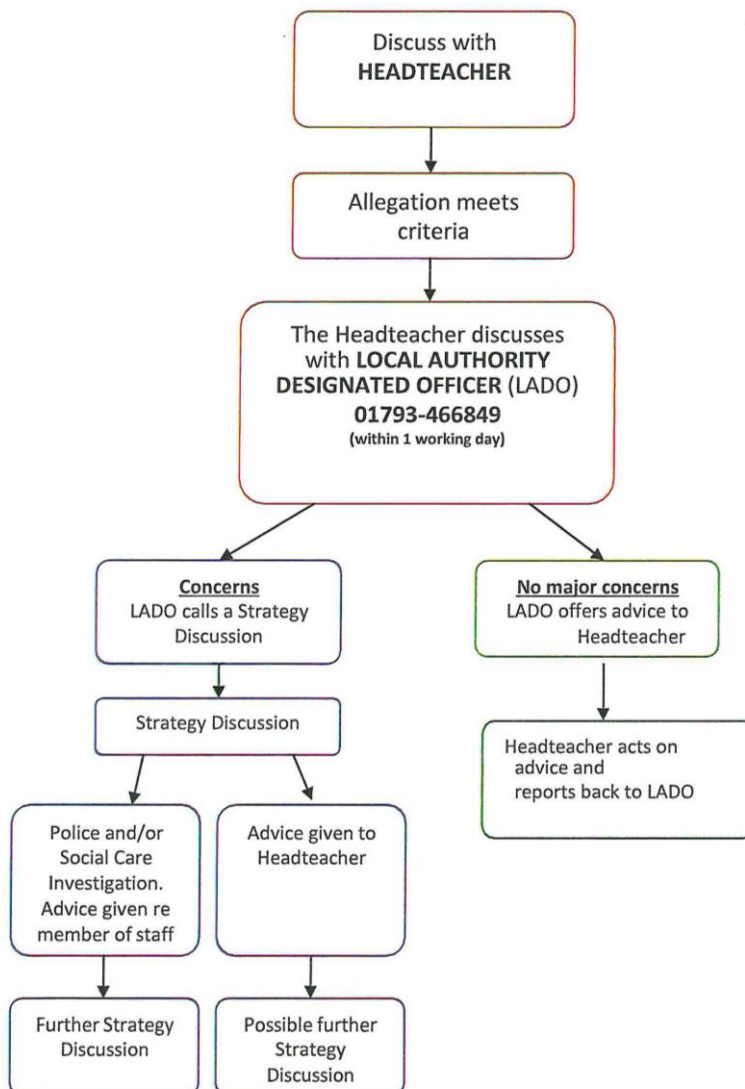 Discuss with
HEADTEACHER
Allegation meets
criteria
The Headteacher discusses
with LOCAL AUTHORITY
DESIGNATED OFFICER (LADO)
01793-466849
(within 1 working day)
Concerns
LADO calls a Strategy
Discussion
No major concerns
LADO offers advice to
Headteacher
Strategy Discussion
Headteacher acts on
advice and
reports back to LADO
Police and/or
Social Care
Investigation.
Advice given re
member of staff
Advice given to
Headteacher
Further Strategy
Discussion
Possible further
Strategy
Discussion